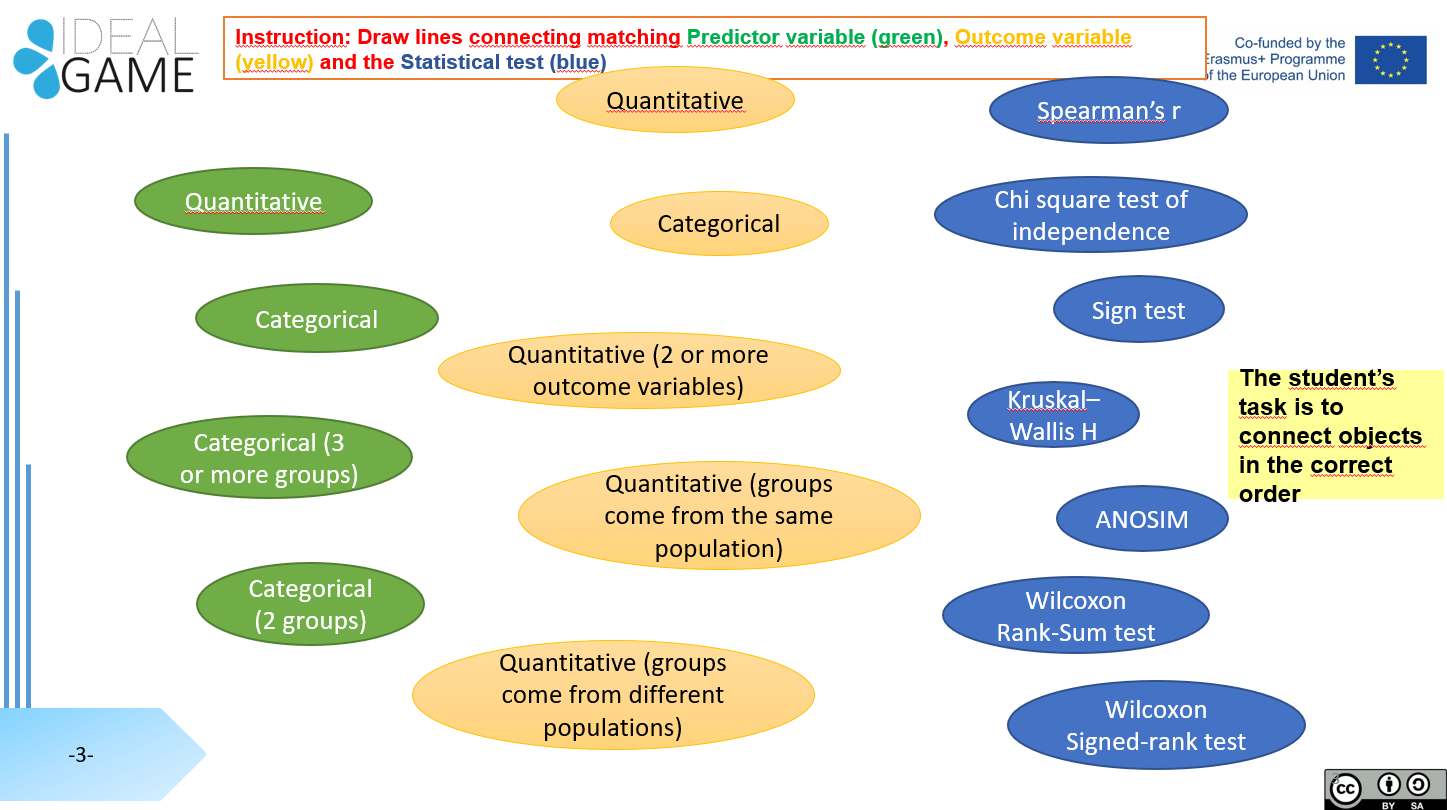 IDEAL
GAME
Instruction: Draw lines connecting matching Predictor variable (green), Outcome variable
(yellow) and the Statistical test (blue)
Co-funded by the
Erasmus+ Programme
of the European Union
Quantitative
Spearman's r
Quantitative
Categorical
Chi square test of
independence
Categorical
Sign test
Quantitative (2 or more
outcome variables)
Kruskal–
Wallis H
The student's
task is to
connect objects
in the correct
order
Categorical (3
or more groups)
Quantitative (groups
come from the same
population)
ANOSIM
Categorical
(2 groups)
Wilcoxon
Rank-Sum test
Quantitative (groups
come from different
populations)
Wilcoxon
Signed-rank test
-3-
cc
BY SA